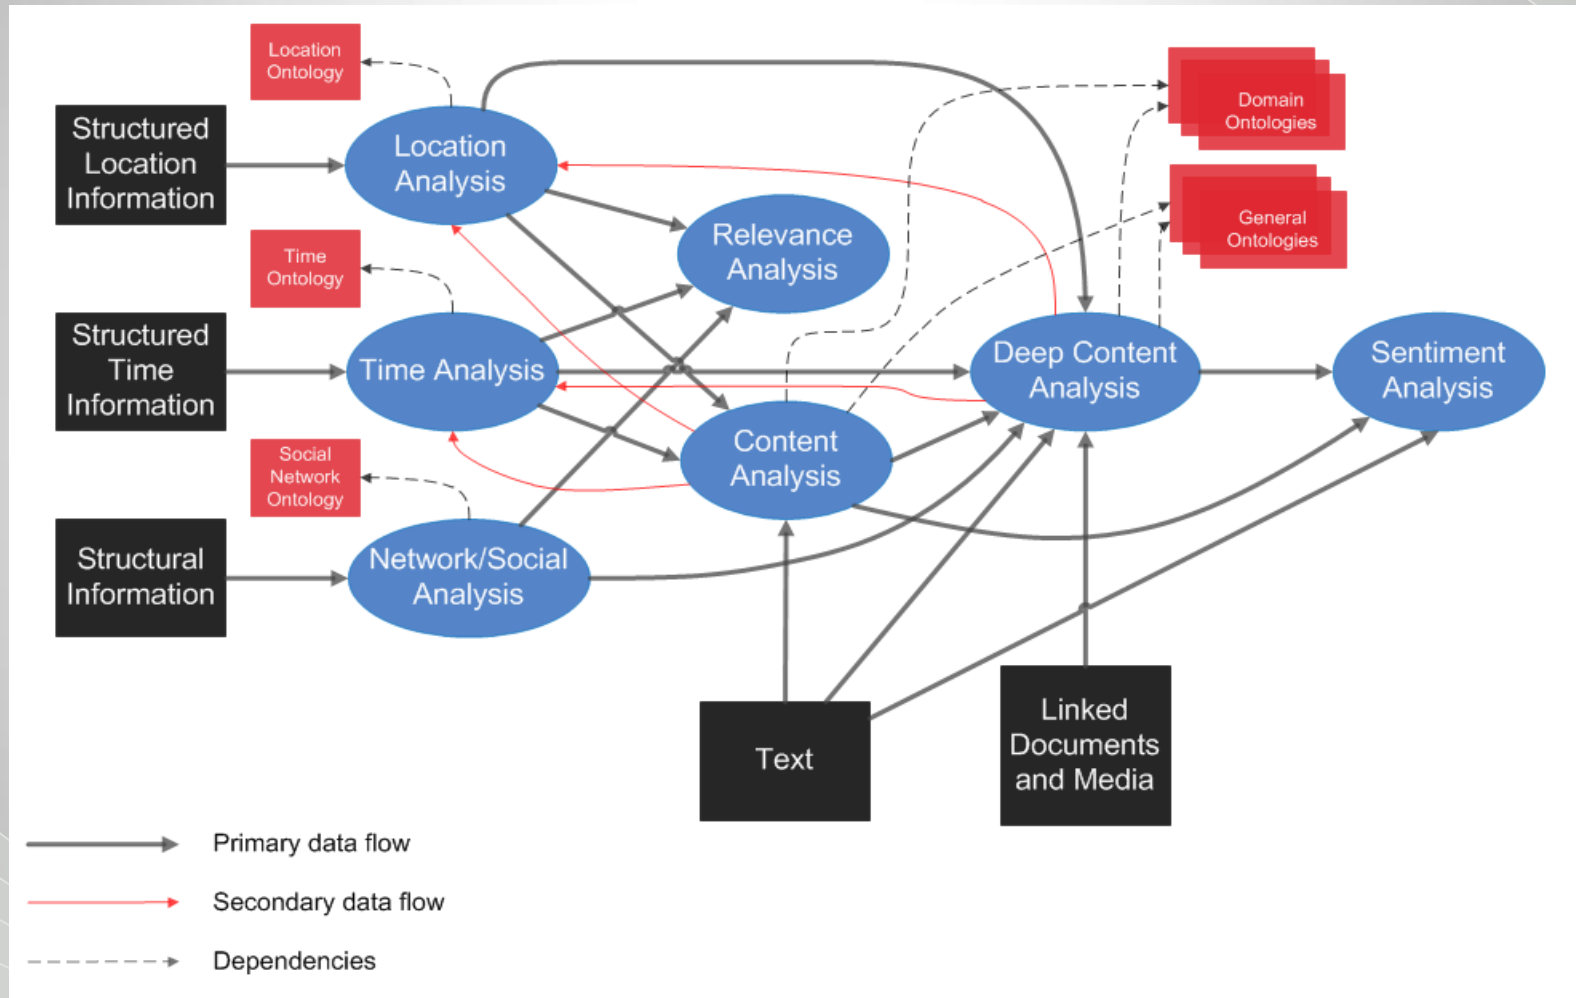 Location
Ontology
Structured
Location
Information
Location
Analysis
Domain
Ontologies
General
Ontologies
Relevance
Analysis
Time
Ontology
Structured
Time
Information
Time Analysis
Deep Content
Analysis
Sentiment
Analysis
Content
Analysis
Social
Network
Ontology
Structural
Information
Network/Social
Analysis
Text
Linked
Documents
and Media
Primary data flow
Secondary data flow
Dependencies